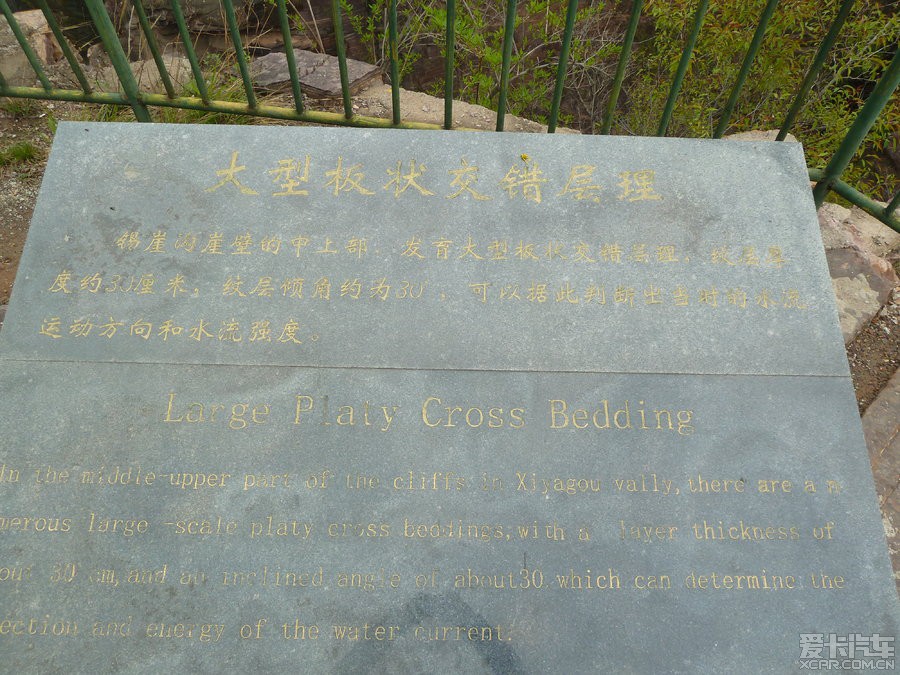 大型板状交错层理
锡崖沟崖壁的中上部，发育大型板状交错层理，纹层厚
度约30厘米，纹层倾角约为30°，可以据此判断出当时的水流
运动方向和水流强度。
Large Platy Cross Bedding
In the middle-upper part of the cliffs in Xiyagou vally, there are a n
merous large -scale platy cross beddings, with a layer thickness of
out 30 cm, and an inclined angle of about30 which can determine the
ection and energy of the water current.
爱卡汽车
XCAR.COM.CN